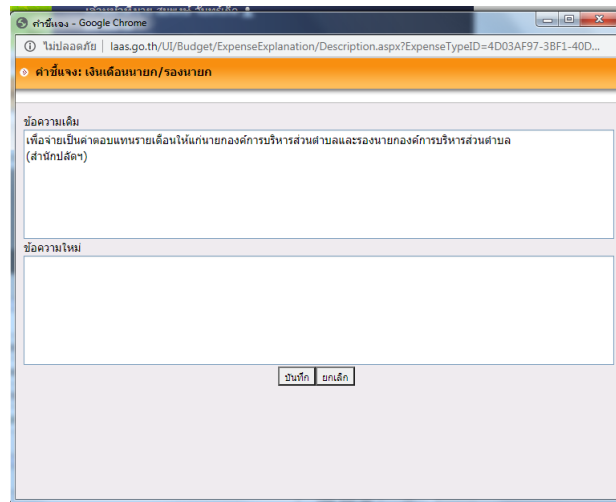 คำชี้แจง - Google Chrome
ไม่ปลอดภัย | laas.go.th/UI/Budget/ExpenseExplanation/Description.aspx?ExpenseTypeID=4D03AF97-3BF1-40D...
คำชี้แจง: เงินเดือนนายก/รองนายก
ข้อความเดิม
เพื่อจ่ายเป็นค่าตอบแทนรายเดือนให้แก่นายกองค์การบริหารส่วนตำบลและรองนายกองค์การบริหารส่วนตำบล
(สำนักปลัดฯ)
ข้อความใหม่
บันทึก ยกเลิก